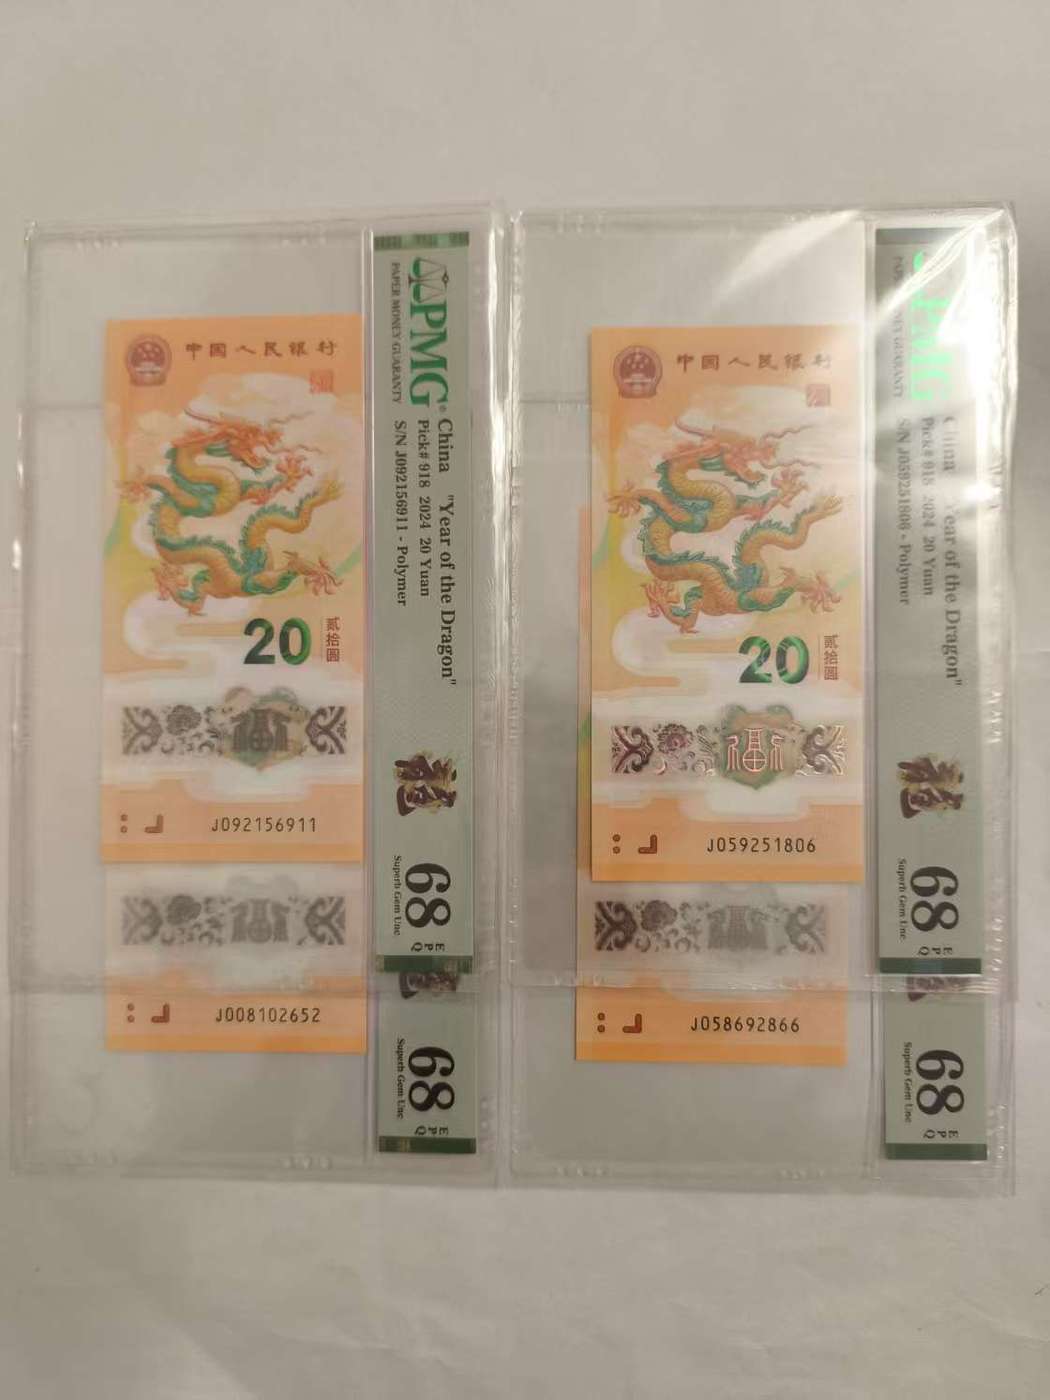 中国人民银行
20
贰拾圆
J092156911
PMG
PAPER MONEY GUARANTY
China "Year of the Dragon"
Pick# 918 2024 20 Yuan
S/N J092156911 - Polymer
68 EPQ
Superb Gem Unc
J008102652
68 EPQ
Superb Gem Unc
中国人民银行
20
贰拾圆
J059251806
PMG
PAPER MONEY GUARANTY
China "Year of the Dragon"
Pick# 918 2024 20 Yuan
S/N J059251806 - Polymer
68 EPQ
Superb Gem Unc
J058692866
68 EPQ
Superb Gem Unc